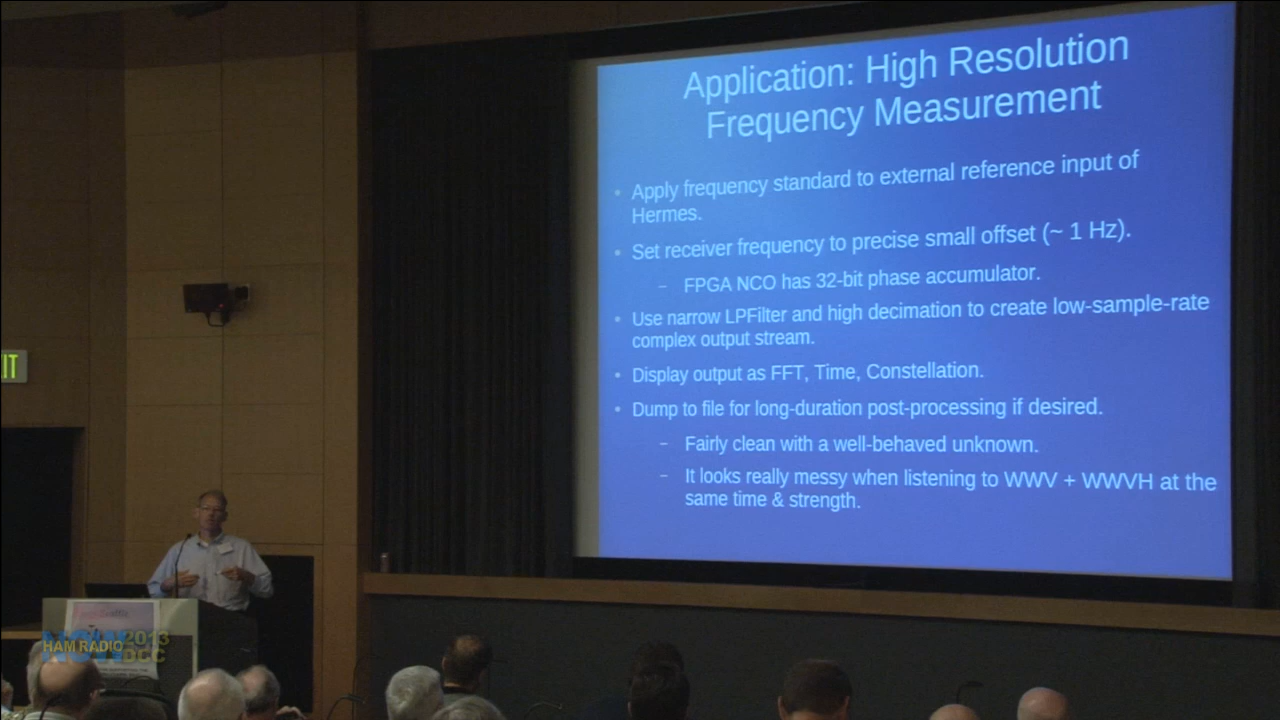 Application: High Resolution
Frequency Measurement
• Apply frequency standard to external reference input of
Hermes.
• Set receiver frequency to precise small offset (~ 1 Hz).
– FPGA NCO has 32-bit phase accumulator.
• Use narrow LPFilter and high decimation to create low-sample-rate
complex output stream.
• Display output as FFT, Time, Constellation.
• Dump to file for long-duration post-processing if desired.
– Fairly clean with a well-behaved unknown.
– It looks really messy when listening to WWV + WWVH at the
same time & strength.
IT
HAM RADIO
NOW
2013
DCC